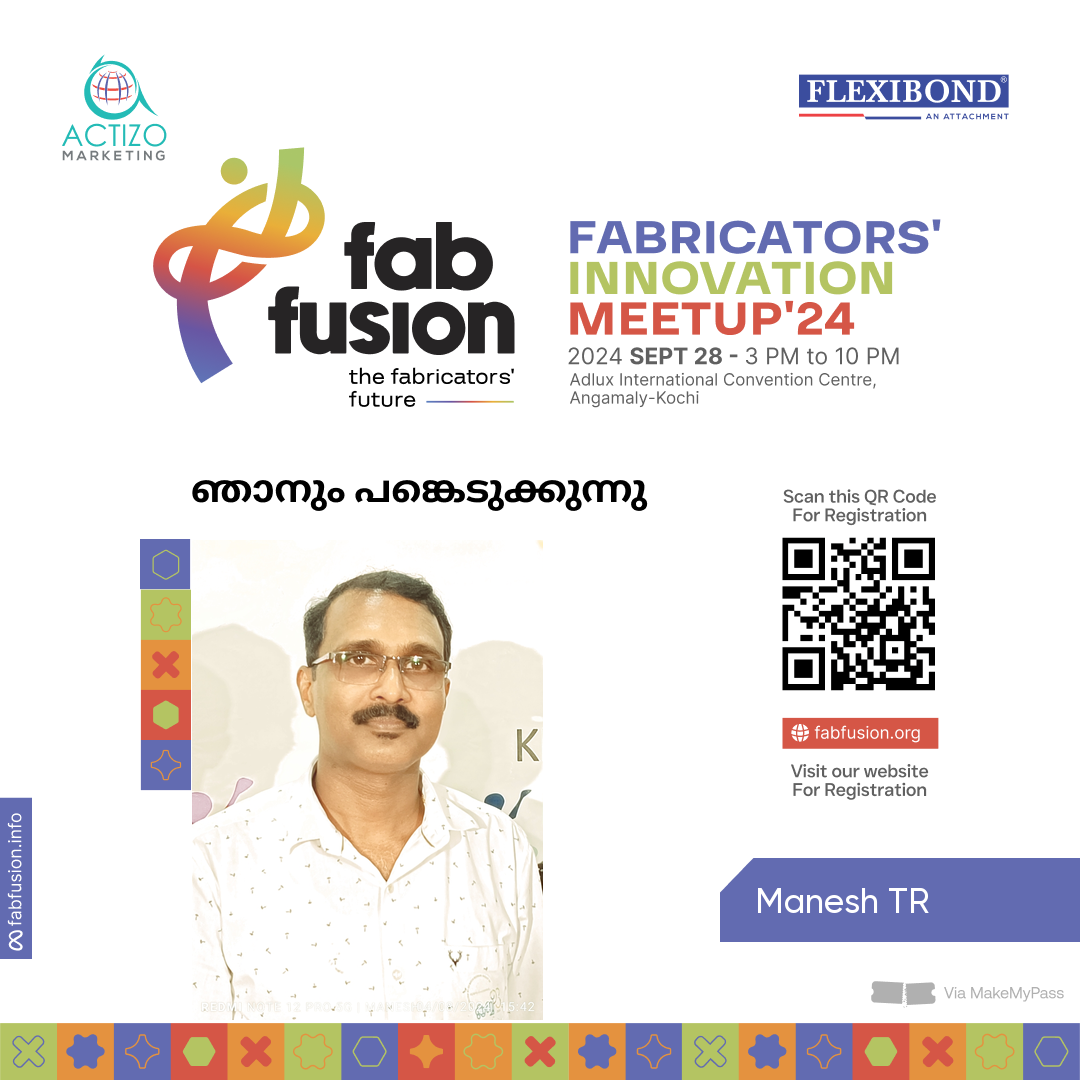 ACTIZO
MARKETING
FLEXIBOND®
AN ATTACHMENT
fab
fusion
the fabricators'
future
FABRICATORS'
INNOVATION
MEETUP'24
2024 SEPT 28 - 3 PM to 10 PM
Adlux International Convention Centre,
Angamaly-Kochi
ഞാനും പങ്കെടുക്കുന്നു
Scan this QR Code
For Registration
K
fabfusion.org
Visit our website
For Registration
fabfusion.info
Manesh TR
Via MakeMyPass